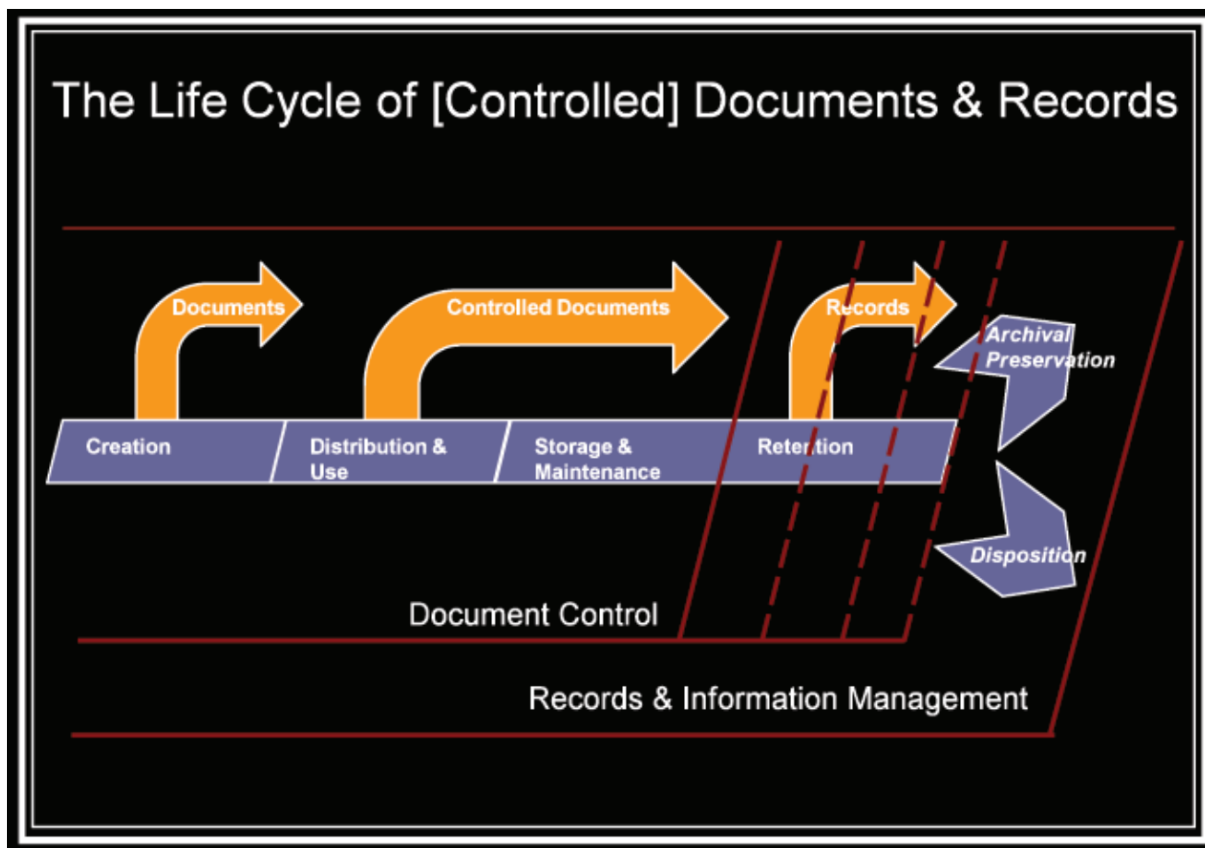 The Life Cycle of [Controlled] Documents & Records
Documents
Controlled Documents
Records
Archival
Preservation
Creation
Distribution &
Use
Storage &
Maintenance
Retention
Disposition
Document Control
Records & Information Management